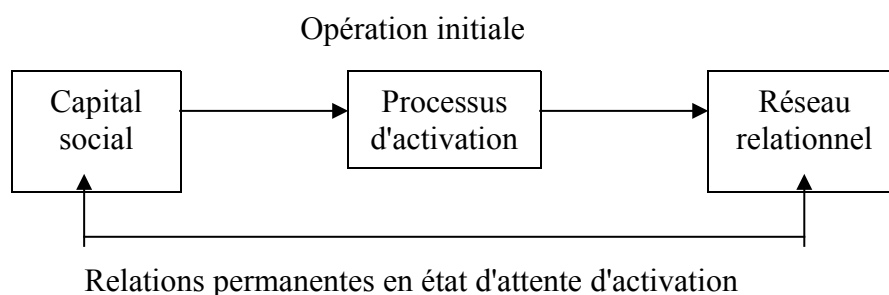 Opération initiale
Capital
social
Processus
d'activation
Réseau
relationnel
Relations permanentes en état d'attente d'activation